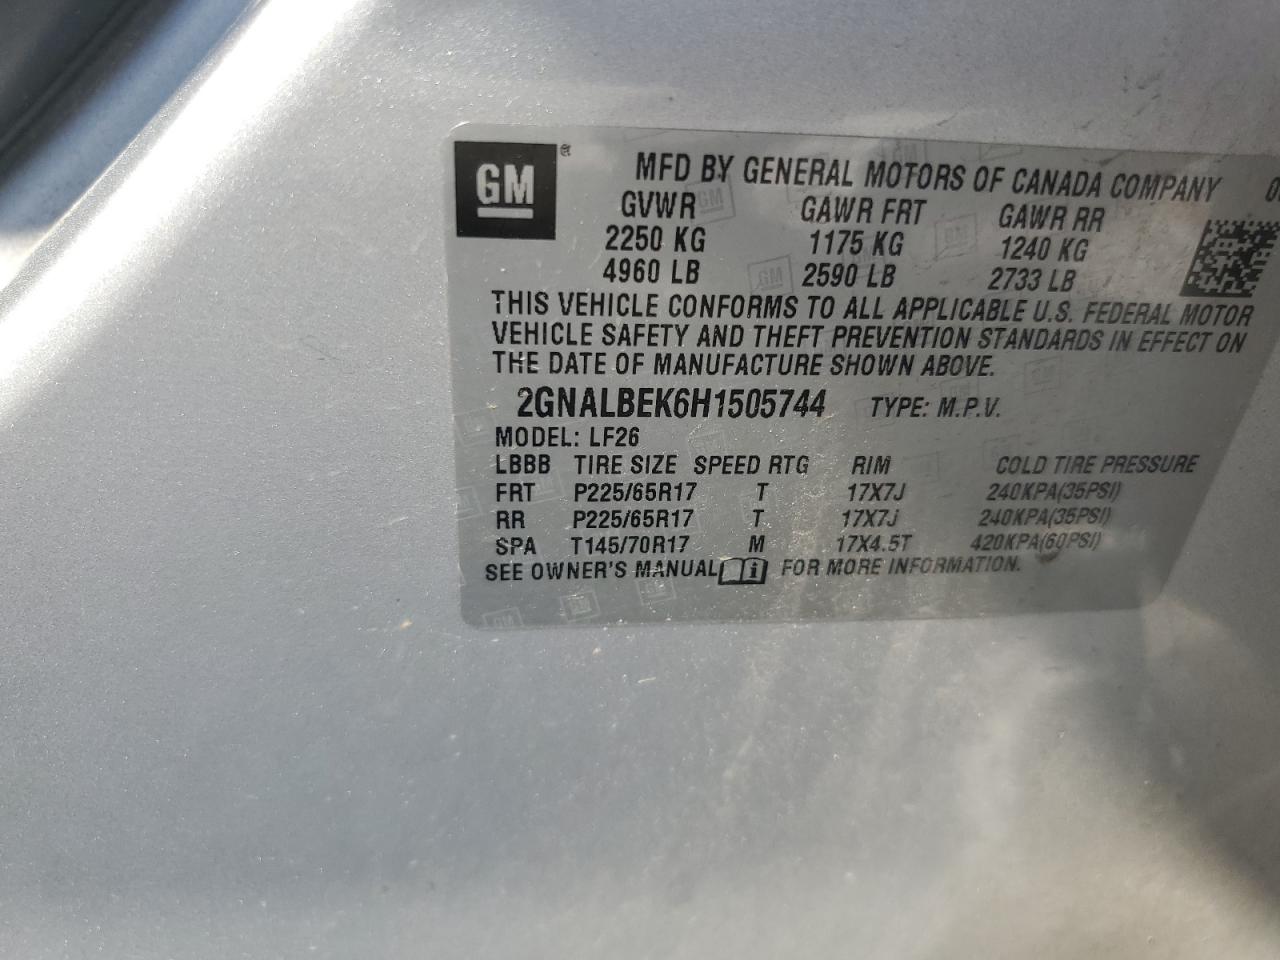 GM ®
MFD BY GENERAL MOTORS OF CANADA COMPANY
GVWR GAWR FRT GAWR RR
2250 KG 1175 KG 1240 KG
4960 LB 2590 LB 2733 LB
THIS VEHICLE CONFORMS TO ALL APPLICABLE U.S. FEDERAL MOTOR
VEHICLE SAFETY AND THEFT PREVENTION STANDARDS IN EFFECT ON
THE DATE OF MANUFACTURE SHOWN ABOVE.
2GNALBEK6H1505744 TYPE: M.P.V.
MODEL: LF26
LBBB TIRE SIZE SPEED RTG RIM COLD TIRE PRESSURE
FRT P225/65R17 T 17X7J 240KPA(35PSI)
RR P225/65R17 T 17X7J 240KPA(35PSI)
SPA T145/70R17 M 17X4.5T 420KPA(60PSI)
SEE OWNER'S MANUAL i FOR MORE INFORMATION.